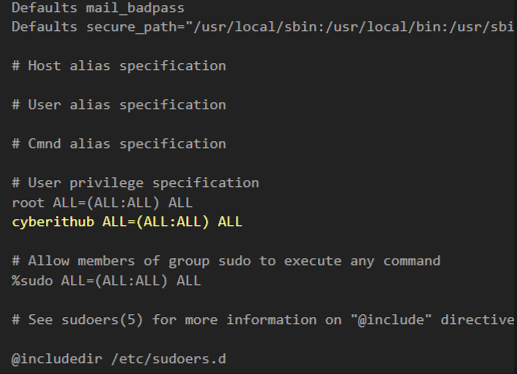 Defaults mail_badpass
Defaults secure_path="/usr/local/sbin:/usr/local/bin:/usr/sbi
# Host alias specification
# User alias specification
# Cmnd alias specification
# User privilege specification
root ALL=(ALL:ALL) ALL
cyberithub ALL=(ALL:ALL) ALL
# Allow members of group sudo to execute any command
%sudo ALL=(ALL:ALL) ALL
# See sudoers(5) for more information on "@include" directive
@includedir /etc/sudoers.d